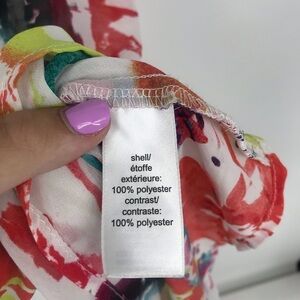 shell/
étoffe
extérieure:
100% polyester
contrast/
contraste:
100% polyester